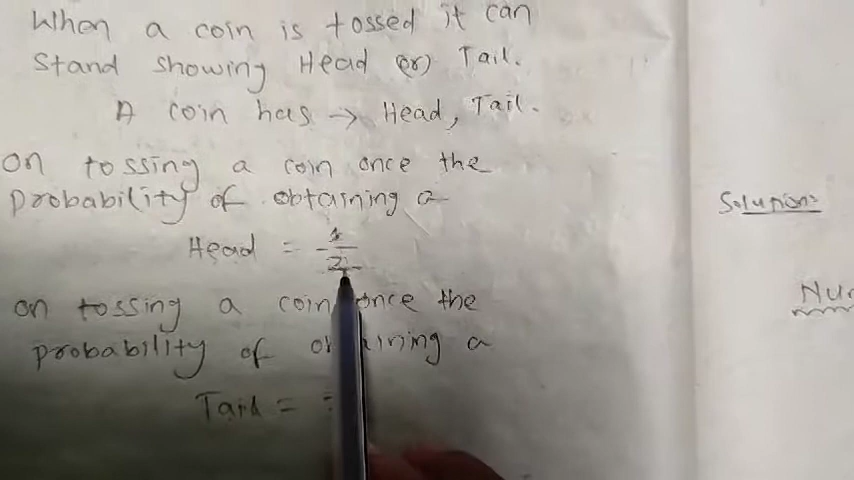 When a coin is tossed it can
Stand showing Head (or) Tail.
A coin has → Head, Tail.
on tossing a coin once the
probability of obtaining a
Head = 1/2
on tossing a coin once the
probability of obtaining a
Tail =
Solution: